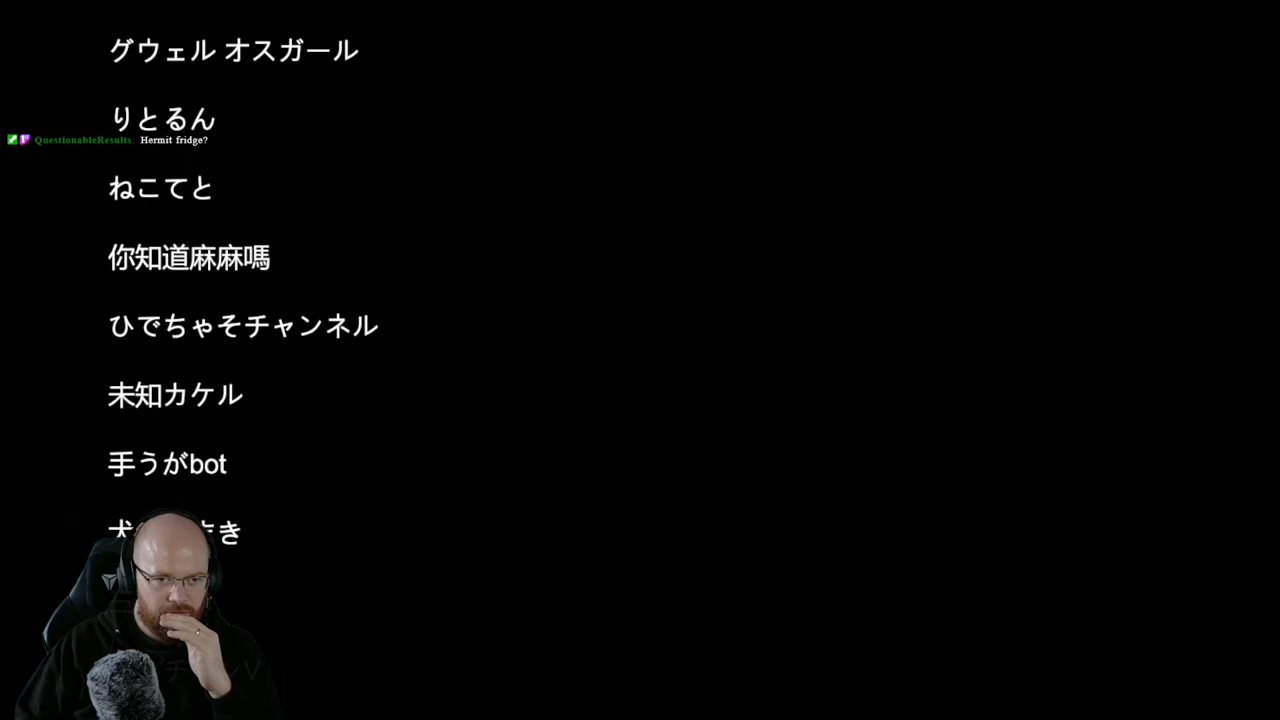 グウェル オスガール
りとるん
QuestionableResults: Hermit fridge?
ねこてと
你知道麻麻嗎
ひでちゃそチャンネル
未知カケル
手うがbot